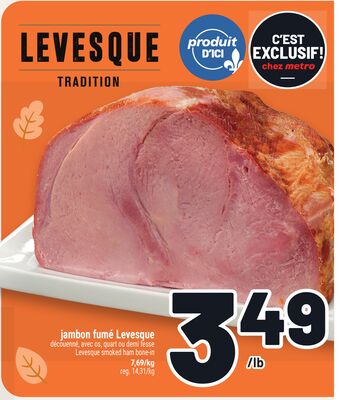 LEVESQUE
TRADITION
produit
D'ICI
C'EST
EXCLUSIF!
chez metro
jambon fumé Levesque
découenné, avec os, quart ou demi fesse
Levesque smoked ham bone-in
7,69/kg
reg. 14,31/kg
3 49
/lb